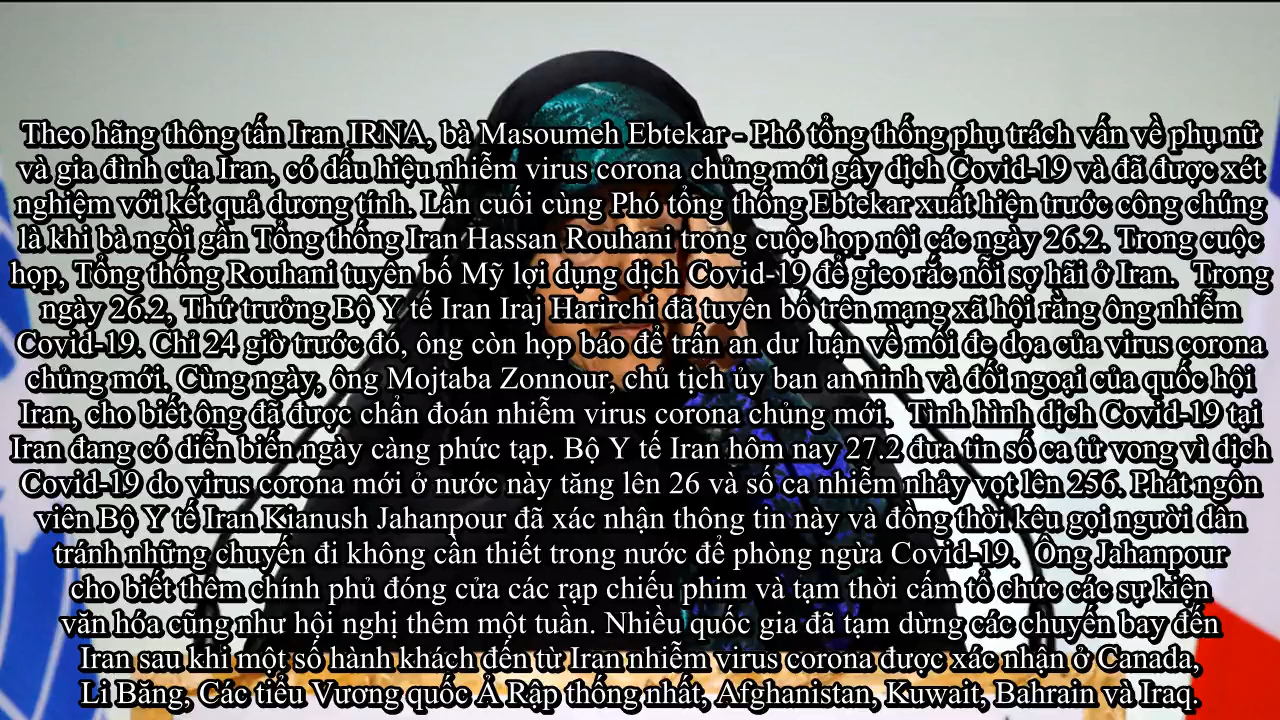 Theo hãng thông tấn Iran IRNA, bà Masoumeh Ebtekar - Phó tổng thống phụ trách vấn về phụ nữ
và gia đình của Iran, có dấu hiệu nhiễm virus corona chủng mới gây dịch Covid-19 và đã được xét
nghiệm với kết quả dương tính. Lần cuối cùng Phó tổng thống Ebtekar xuất hiện trước công chúng
là khi bà ngồi gần Tổng thống Iran Hassan Rouhani trong cuộc họp nội các ngày 26.2. Trong cuộc
họp, Tổng thống Rouhani tuyên bố Mỹ lợi dụng dịch Covid-19 để gieo rắc nỗi sợ hãi ở Iran.  Trong
ngày 26.2, Thứ trưởng Bộ Y tế Iran Iraj Harirchi đã tuyên bố trên mạng xã hội rằng ông nhiễm
Covid-19. Chỉ 24 giờ trước đó, ông còn họp báo để trấn an dư luận về mối đe dọa của virus corona
chủng mới. Cùng ngày, ông Mojtaba Zonnour, chủ tịch ủy ban an ninh và đối ngoại của quốc hội
Iran, cho biết ông đã được chẩn đoán nhiễm virus corona chủng mới.  Tình hình dịch Covid-19 tại
Iran đang có diễn biến ngày càng phức tạp. Bộ Y tế Iran hôm nay 27.2 đưa tin số ca tử vong vì dịch
Covid-19 do virus corona mới ở nước này tăng lên 26 và số ca nhiễm nhảy vọt lên 256. Phát ngôn
viên Bộ Y tế Iran Kianush Jahanpour đã xác nhận thông tin này và đồng thời kêu gọi người dân
tránh những chuyến đi không cần thiết trong nước để phòng ngừa Covid-19.  Ông Jahanpour
cho biết thêm chính phủ đóng cửa các rạp chiếu phim và tạm thời cấm tổ chức các sự kiện
văn hóa cũng như hội nghị thêm một tuần. Nhiều quốc gia đã tạm dừng các chuyến bay đến
Iran sau khi một số hành khách đến từ Iran nhiễm virus corona được xác nhận ở Canada,
Li Băng, Các tiểu Vương quốc Ả Rập thống nhất, Afghanistan, Kuwait, Bahrain và Iraq.